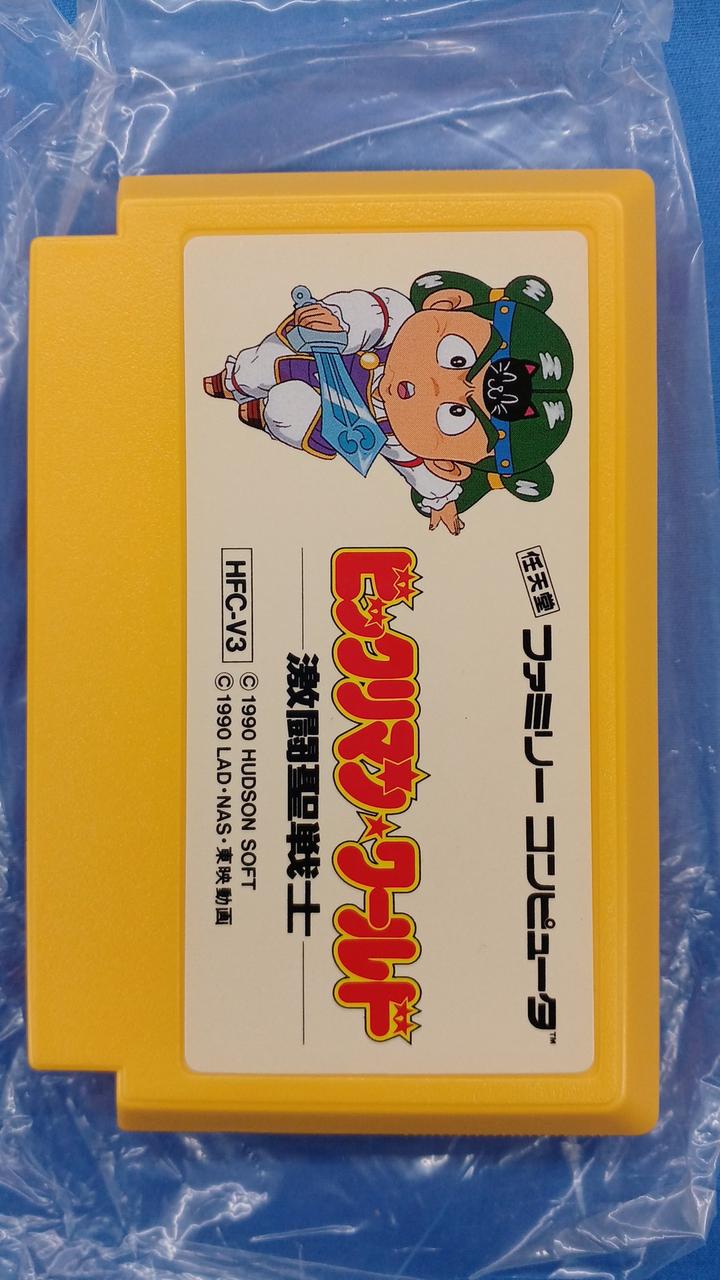 任天堂 ファミリー コンピュータ™
ビックリマン★ワールド
激闘聖戦士
HFC-V3
© 1990 HUDSON SOFT
© 1990 LAD・NAS・東映動画